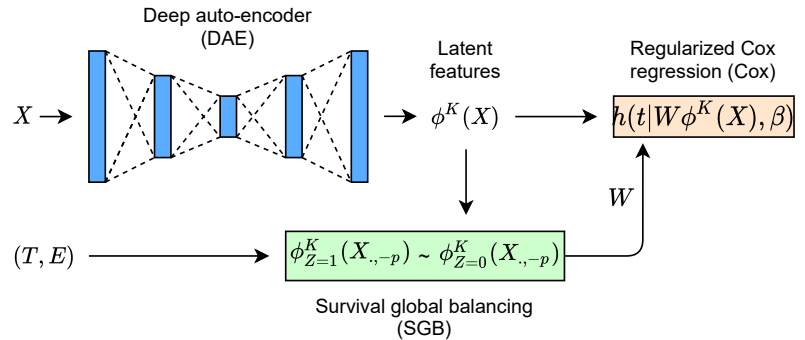 Deep auto-encoder
(DAE)
Latent
features
Regularized Cox
regression (Cox)
X
ϕ^K(X)
h(t|Wϕ^K(X), β)
W
(T, E)
ϕ^K_{Z=1}(X_{.,-p}) ~ ϕ^K_{Z=0}(X_{.,-p})
Survival global balancing
(SGB)